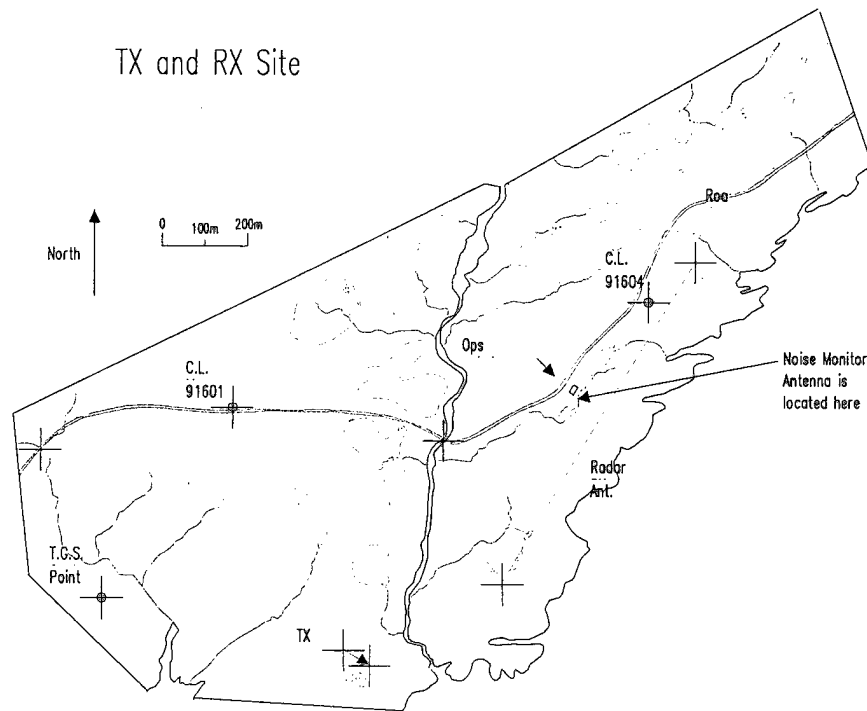 TX and RX Site
North
0 100m 200m
Roa
C.L.
91604
Ops
C.L.
91601
Noise Monitor
Antenna is
located here
Radar
Ant.
T.G.S.
Point
TX